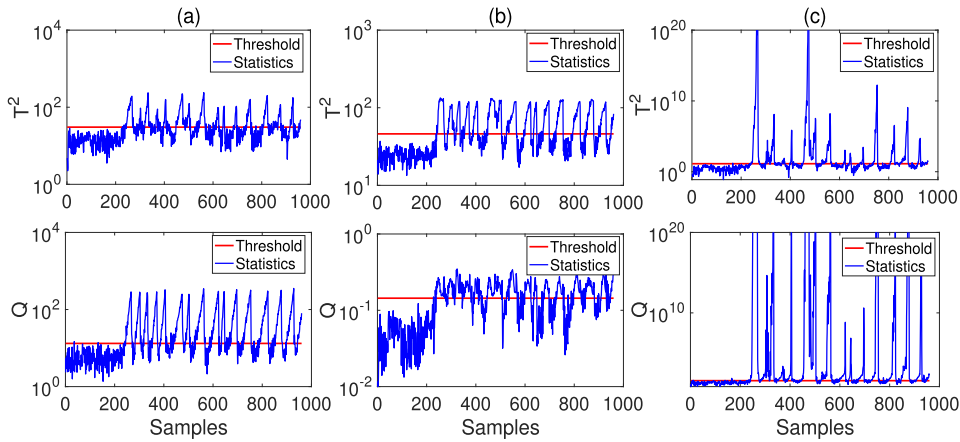 (a) (b) (c)
10^4 10^3 10^20
Threshold Threshold Threshold
Statistics Statistics Statistics
T^2 10^2 T^2 10^2 T^2 10^10
10^0 10^1 10^0
0 200 400 600 800 1000 0 200 400 600 800 1000 0 200 400 600 800 1000
10^4 10^0 10^20
Threshold Threshold Threshold
Statistics Statistics Statistics
Q 10^2 Q 10^-1 Q 10^10
10^0 10^-2
0 200 400 600 800 1000 0 200 400 600 800 1000 0 200 400 600 800 1000
Samples Samples Samples